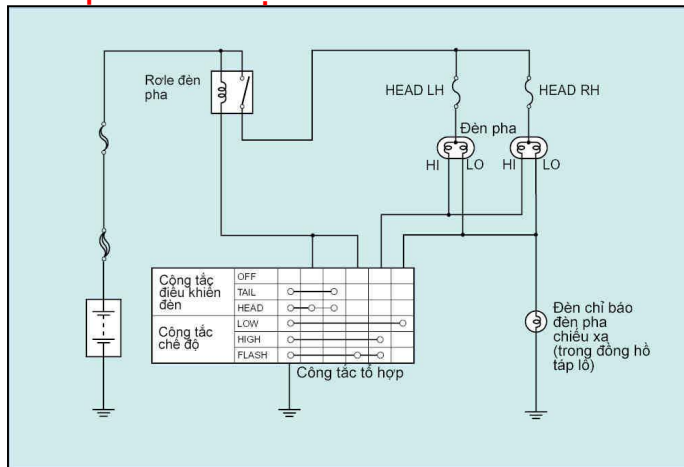 Rơle đèn
pha
HEAD LH
HEAD RH
Đèn pha
HI
LO
HI
LO
Công tắc
điều khiển
đèn
OFF
TAIL
HEAD
Công tắc
chế độ
LOW
HIGH
FLASH
Công tắc tổ hợp
Đèn chỉ báo
đèn pha
chiếu xa
(trong đồng hồ
táp lô)